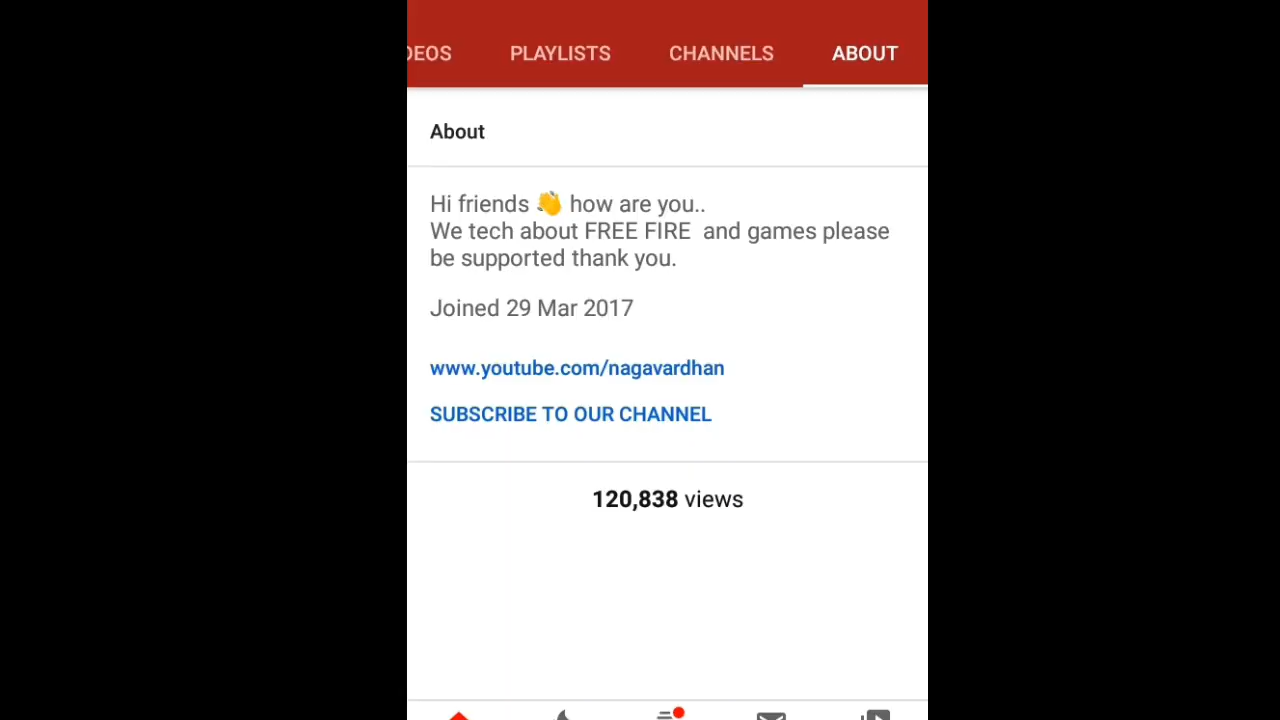 DEOS PLAYLISTS CHANNELS ABOUT
About
Hi friends 👋 how are you..
We tech about FREE FIRE and games please
be supported thank you.
Joined 29 Mar 2017
www.youtube.com/nagavardhan
SUBSCRIBE TO OUR CHANNEL
120,838 views